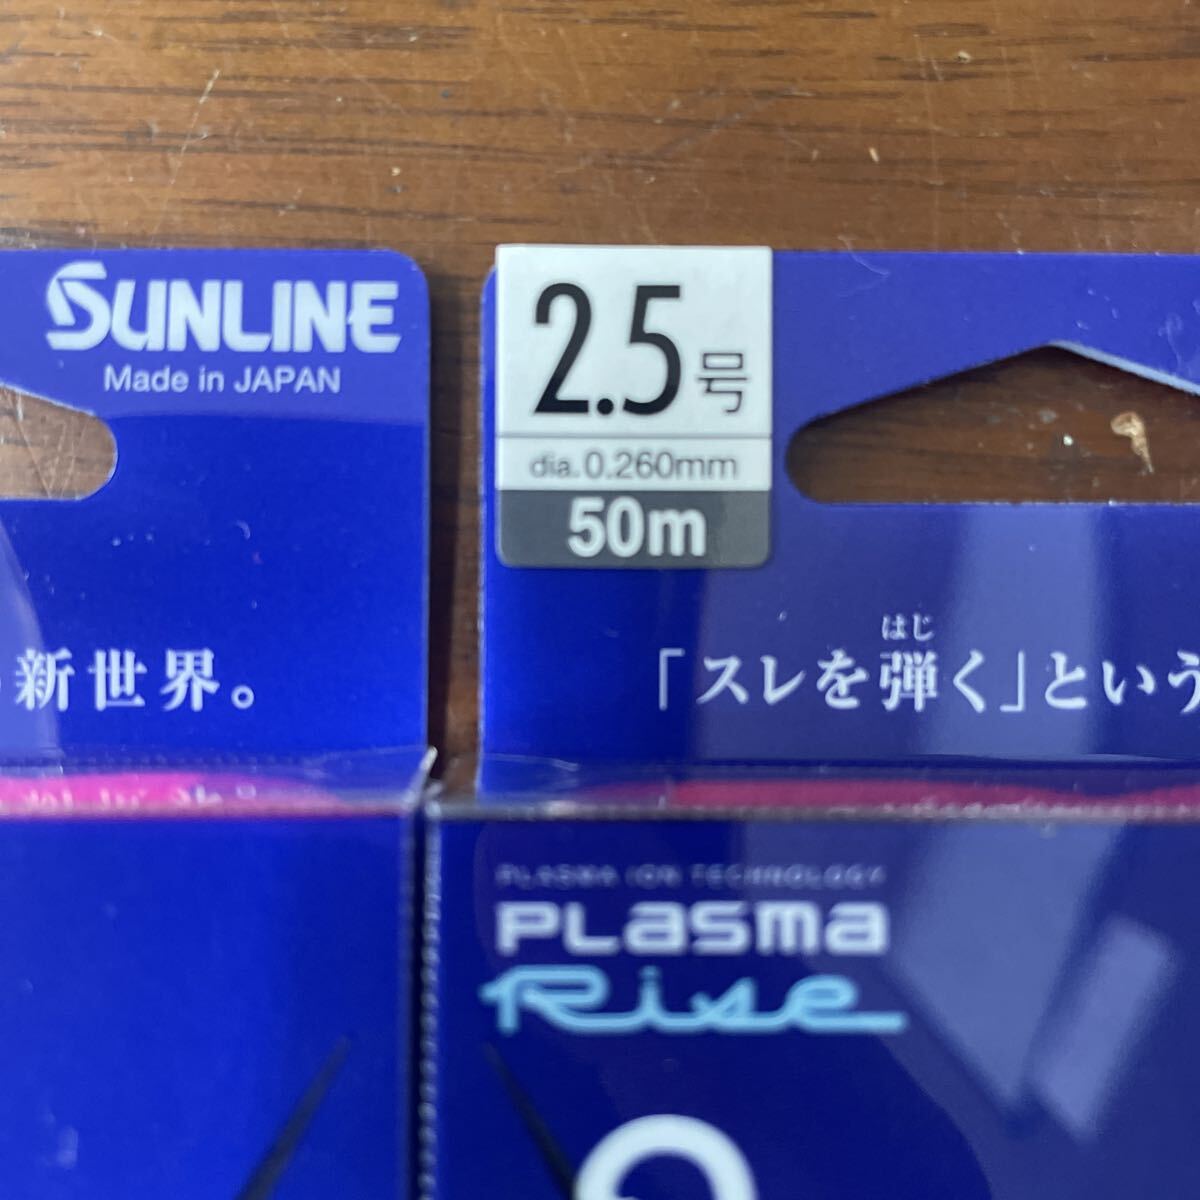 SUNLINE
Made in JAPAN
新世界。
2.5号
dia. 0.260mm
50m
はじ
「スレを弾く」という
PLASMA ION TECHNOLOGY
PLASMA
Rise